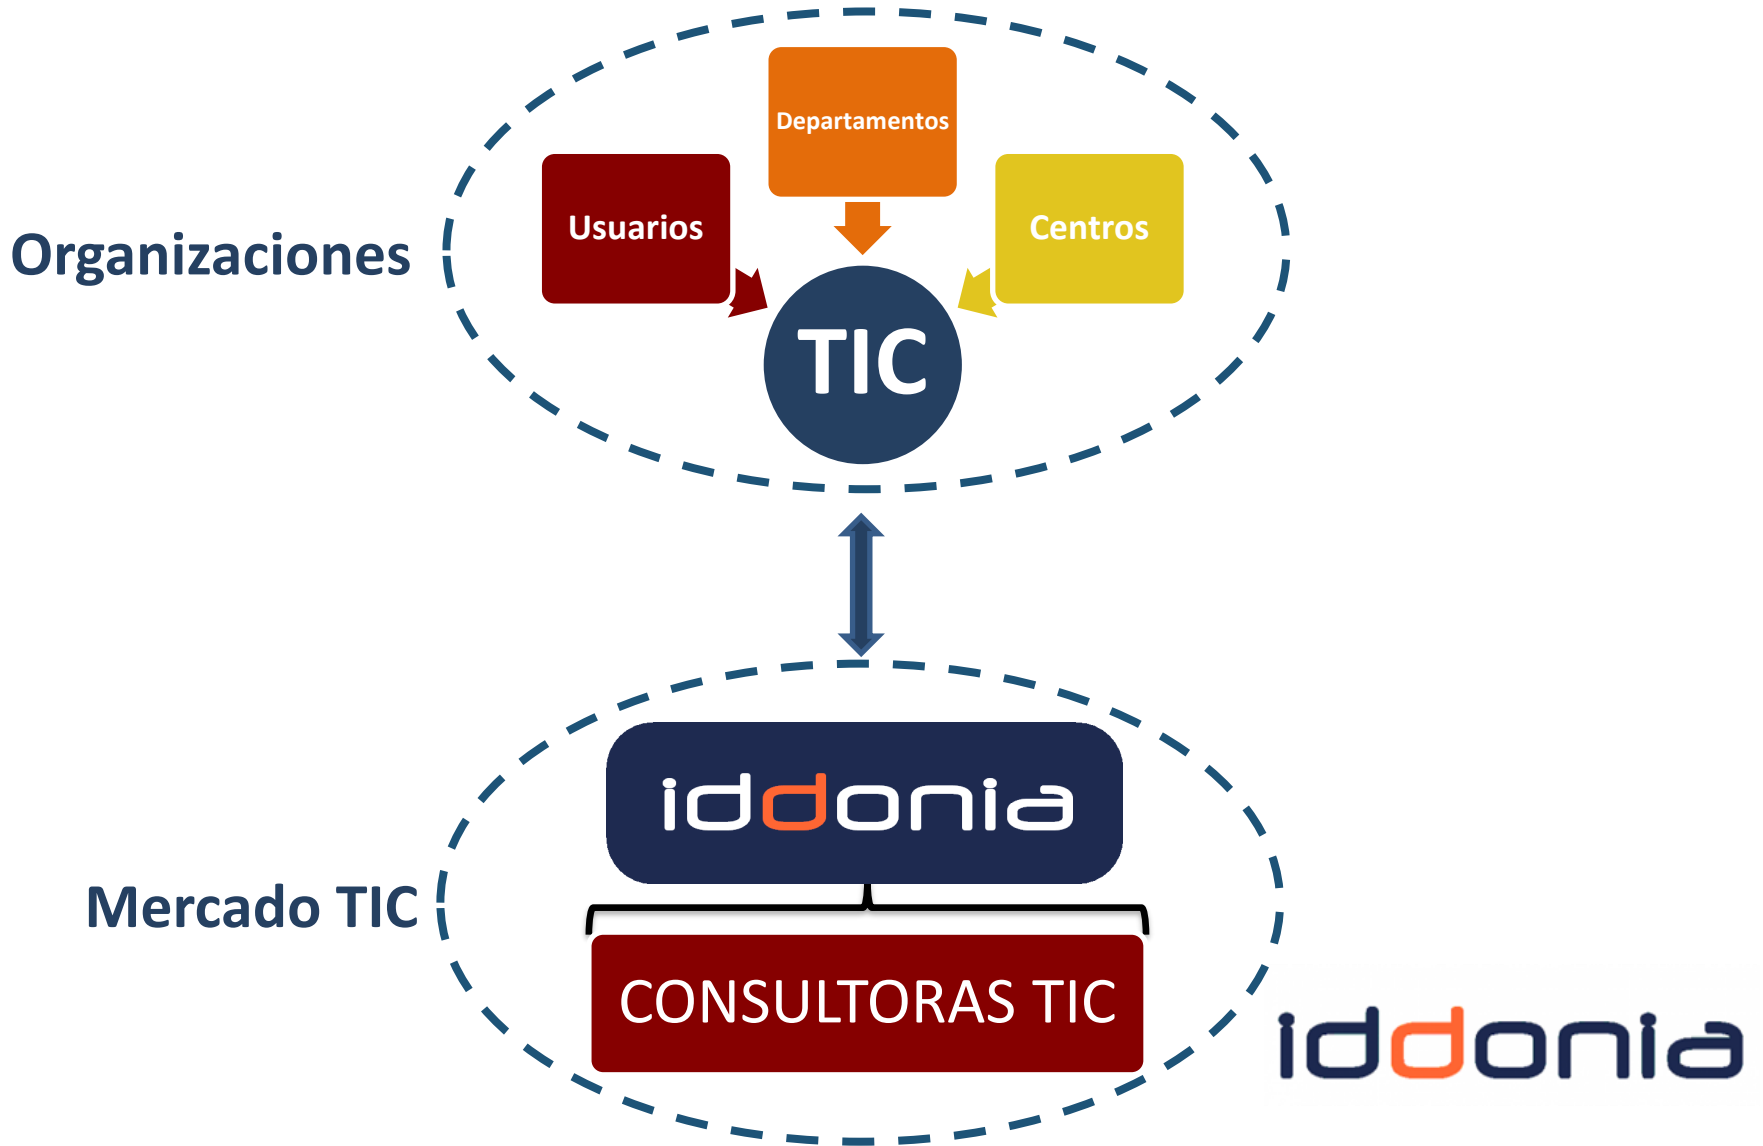 Departamentos
Usuarios
Centros
Organizaciones
TIC
iddonia
Mercado TIC
CONSULTORAS TIC
iddonia